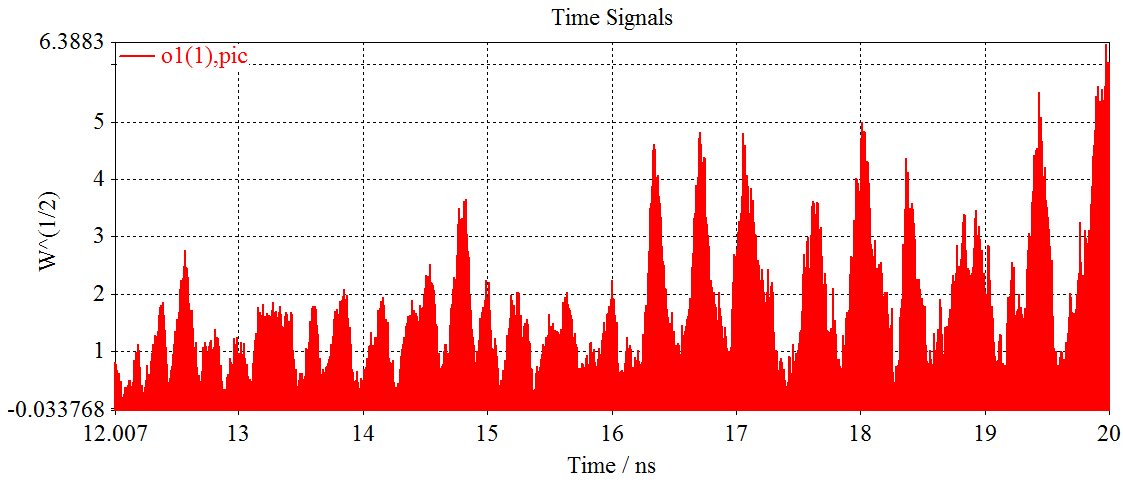 Time Signals
6.3883
o1(1),pic
5
4
3
2
1
-0.033768
W^(1/2)
12.007 13 14 15 16 17 18 19 20
Time / ns